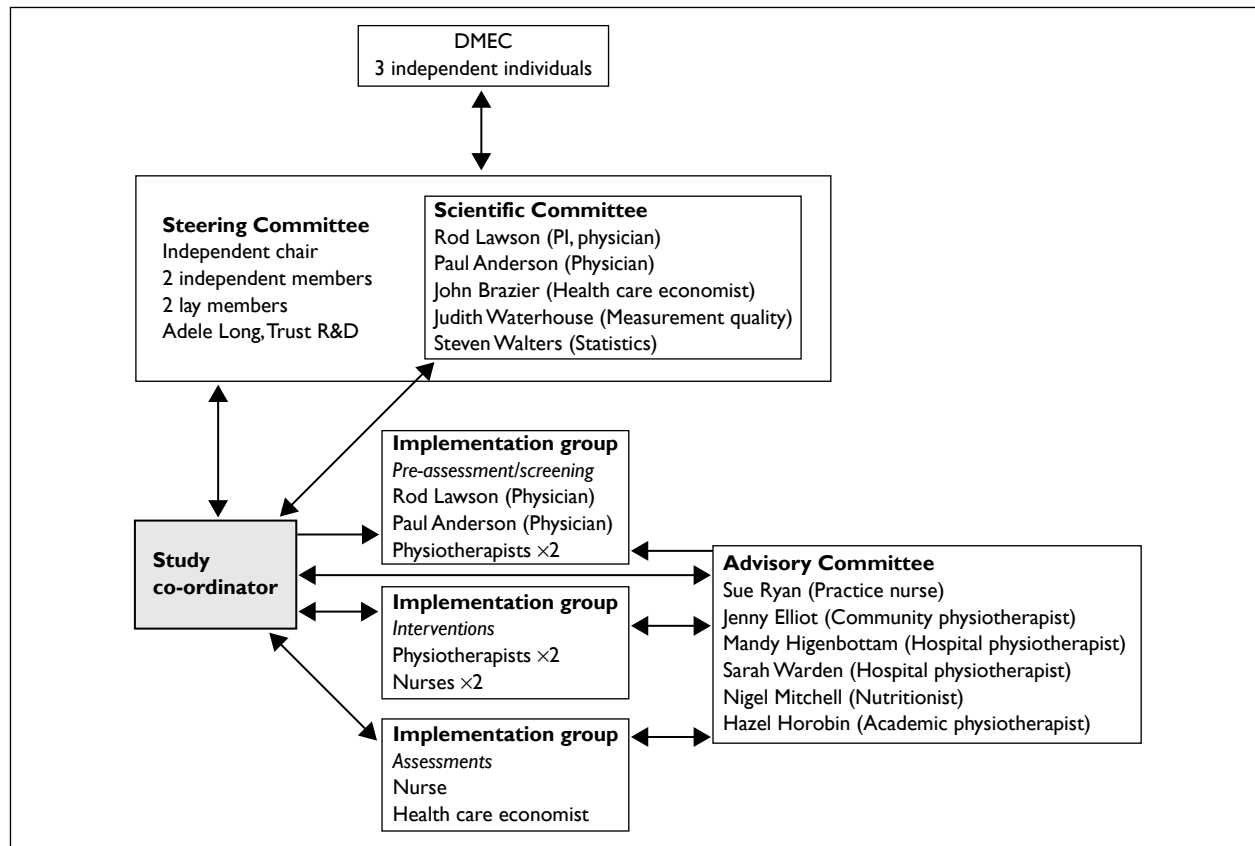 DMEC
3 independent individuals
Steering Committee
Independent chair
2 independent members
2 lay members
Adele Long, Trust R&D
Scientific Committee
Rod Lawson (PI, physician)
Paul Anderson (Physician)
John Brazier (Health care economist)
Judith Waterhouse (Measurement quality)
Steven Walters (Statistics)
Implementation group
Pre-assessment/screening
Rod Lawson (Physician)
Paul Anderson (Physician)
Physiotherapists ×2
Study
co-ordinator
Implementation group
Interventions
Physiotherapists ×2
Nurses ×2
Advisory Committee
Sue Ryan (Practice nurse)
Jenny Elliot (Community physiotherapist)
Mandy Higenbottam (Hospital physiotherapist)
Sarah Warden (Hospital physiotherapist)
Nigel Mitchell (Nutritionist)
Hazel Horobin (Academic physiotherapist)
Implementation group
Assessments
Nurse
Health care economist